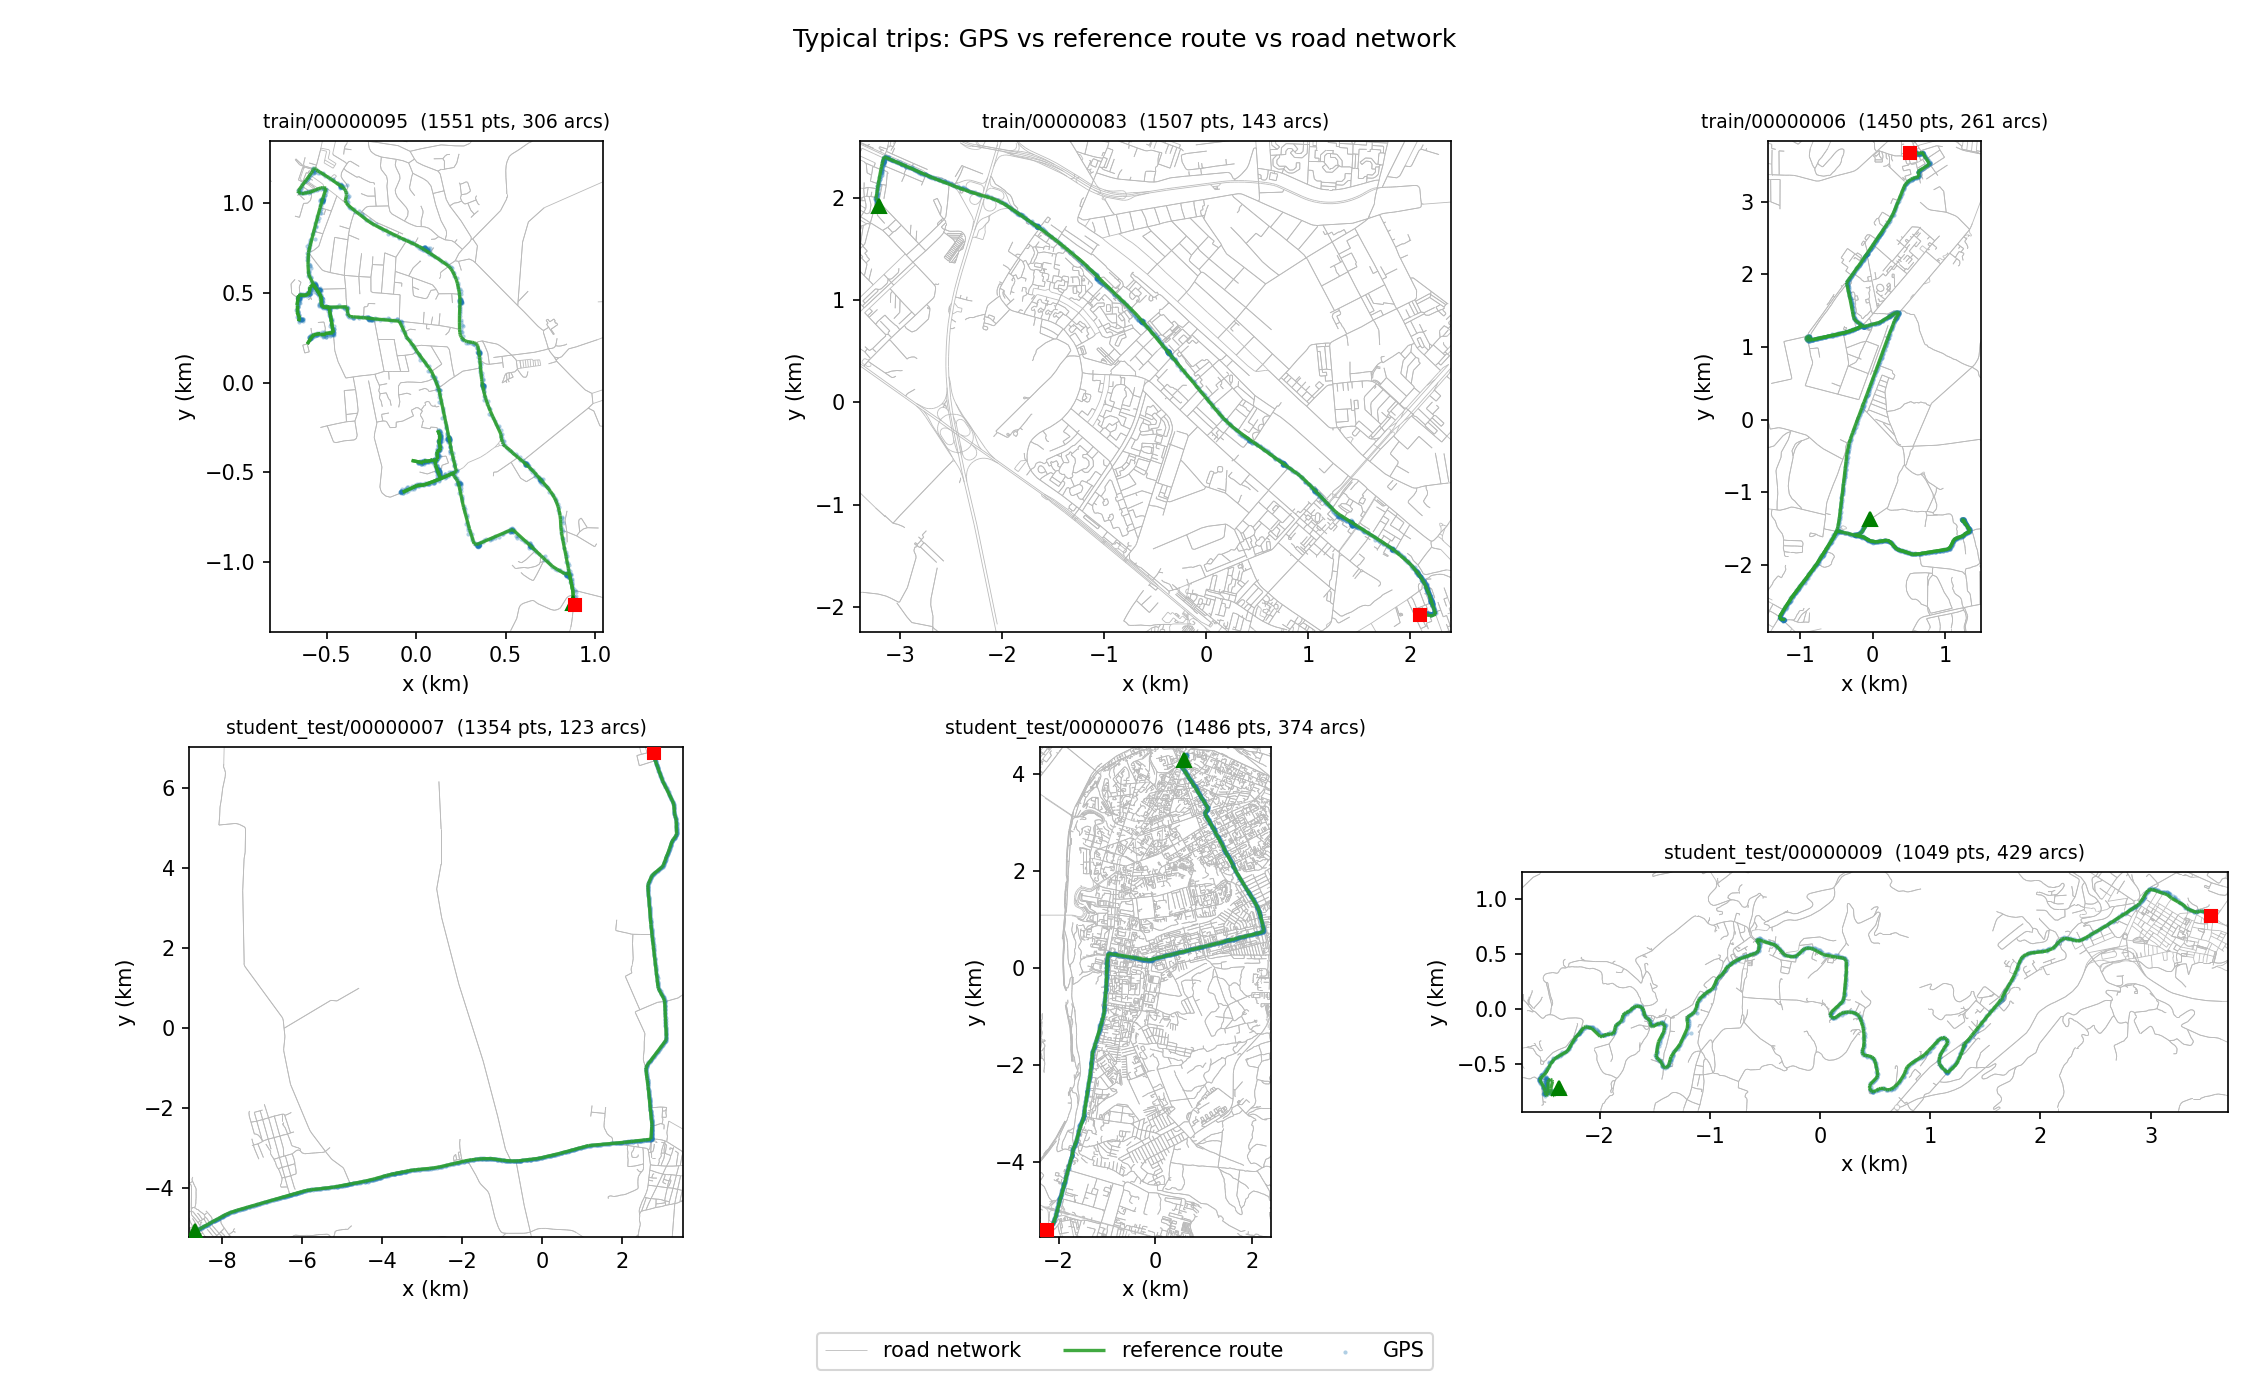 Typical trips: GPS vs reference route vs road network
train/00000095  (1551 pts, 306 arcs)
1.0
0.5
0.0
−0.5
−1.0
y (km)
−0.5
0.0
0.5
1.0
x (km)
train/00000083  (1507 pts, 143 arcs)
2
1
0
−1
−2
y (km)
−3
−2
−1
0
1
2
x (km)
train/00000006  (1450 pts, 261 arcs)
3
2
1
0
−1
−2
y (km)
−1
0
1
x (km)
student_test/00000007  (1354 pts, 123 arcs)
6
4
2
0
−2
−4
y (km)
−8
−6
−4
−2
0
2
x (km)
student_test/00000076  (1486 pts, 374 arcs)
4
2
0
−2
−4
y (km)
−2
0
2
x (km)
student_test/00000009  (1049 pts, 429 arcs)
1.0
0.5
0.0
−0.5
y (km)
−2
−1
0
1
2
3
x (km)
road network
reference route
GPS